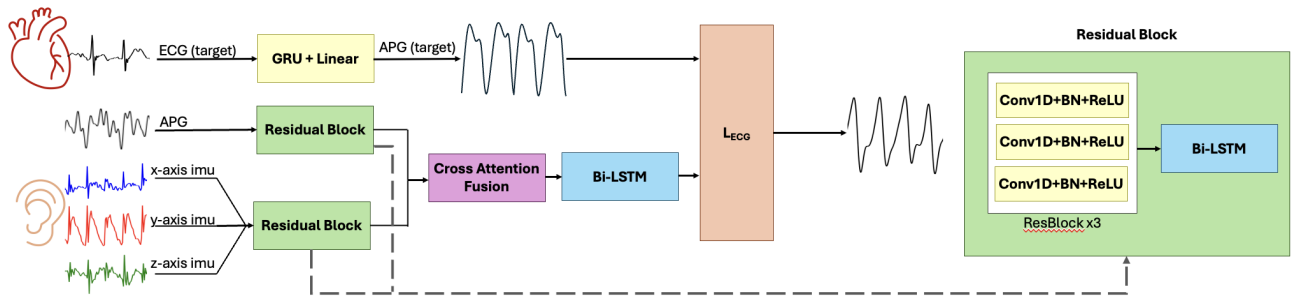 ECG (target)
GRU + Linear
APG (target)
APG
Residual Block
x-axis imu
y-axis imu
z-axis imu
Residual Block
Cross Attention
Fusion
Bi-LSTM
LECG
Residual Block
Conv1D+BN+ReLU
Conv1D+BN+ReLU
Conv1D+BN+ReLU
ResBlock x3
Bi-LSTM